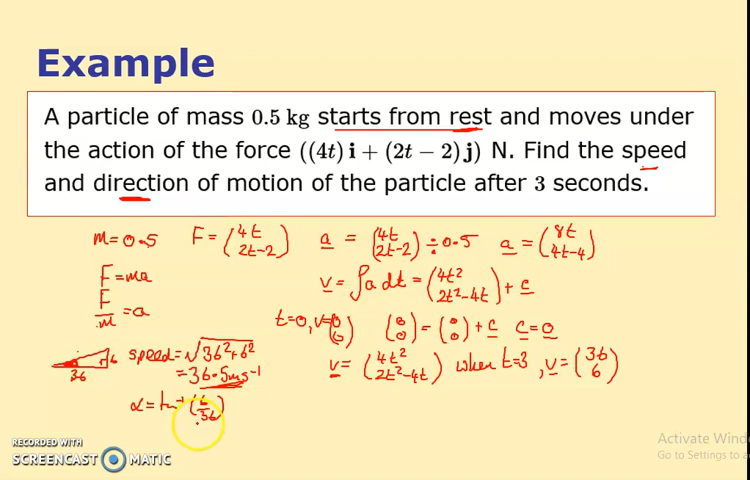 Example
A particle of mass 0.5 kg starts from rest and moves under
the action of the force ((4t) i + (2t − 2) j) N. Find the speed
and direction of motion of the particle after 3 seconds.
m=0.5 F = (4t 2t-2) a = (4t 2t-2) ÷ 0.5 a = (8t 4t-4)
F=ma v = ∫a dt = (4t² 2t²-4t) + c
F/m = a t=0, v=(0 0) (0 0) = (0 0) + c c = 0
36 6 speed = √36²+6² v = (4t² 2t²-4t) when t=3, v = (36 6)
= 36.5ms⁻¹
α = tan⁻¹(6/36)
RECORDED WITH
SCREENCAST MATIC
Activate Wind
Go to Settings to a